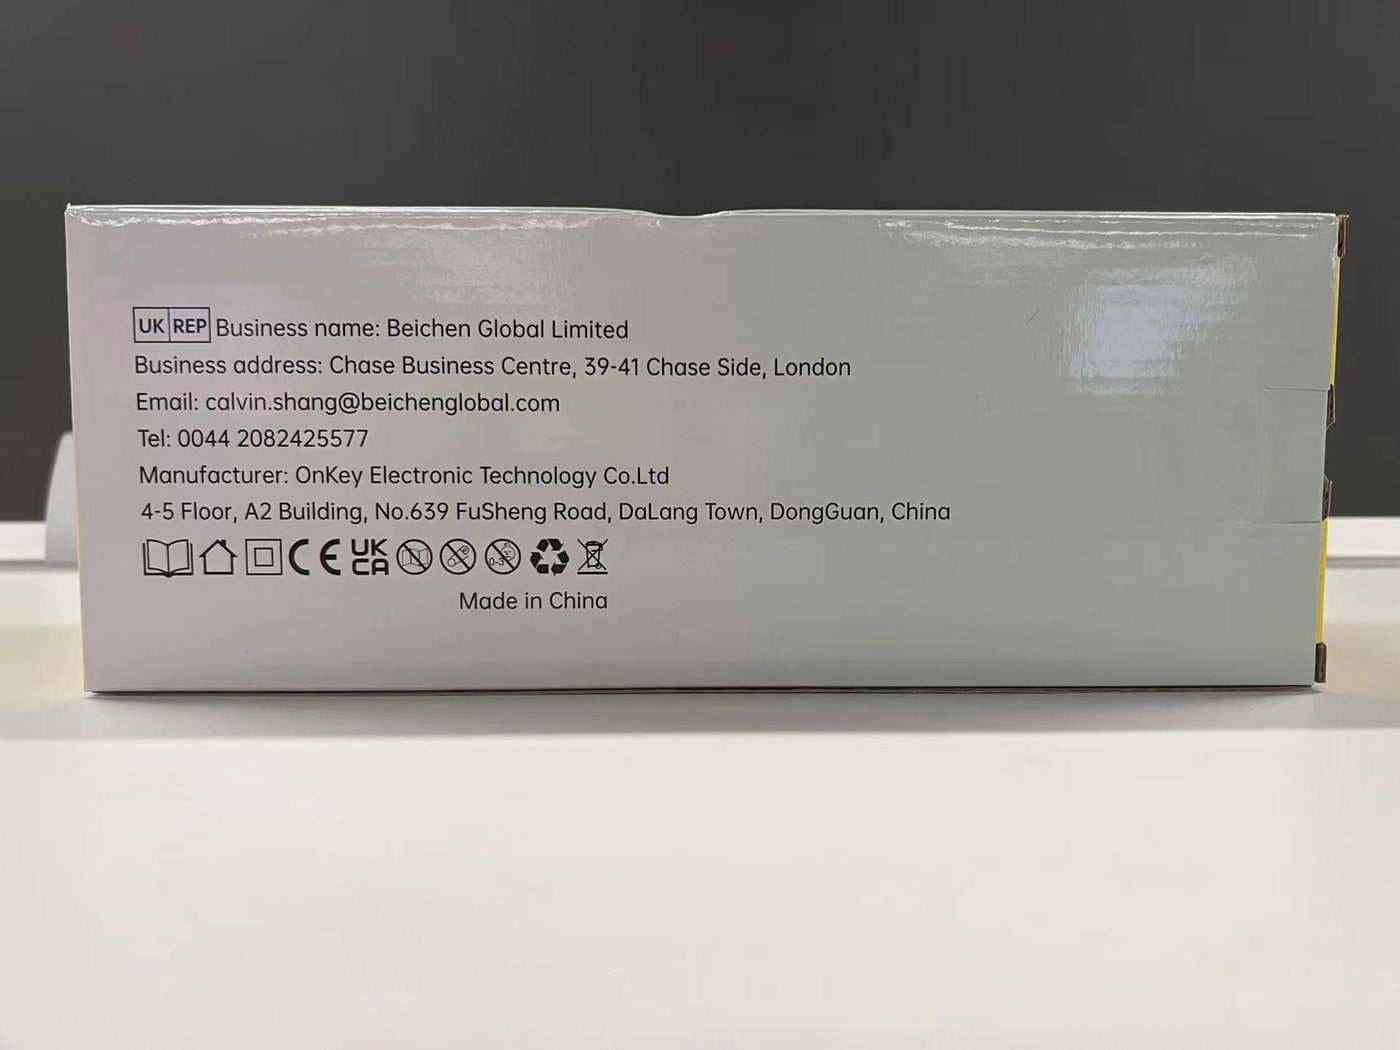 UK REP Business name: Beichen Global Limited
Business address: Chase Business Centre, 39-41 Chase Side, London
Email: calvin.shang@beichenglobal.com
Tel: 0044 2082425577
Manufacturer: OnKey Electronic Technology Co.Ltd
4-5 Floor, A2 Building, No.639 FuSheng Road, DaLang Town, DongGuan, China
CE UK CA 0-3
Made in China